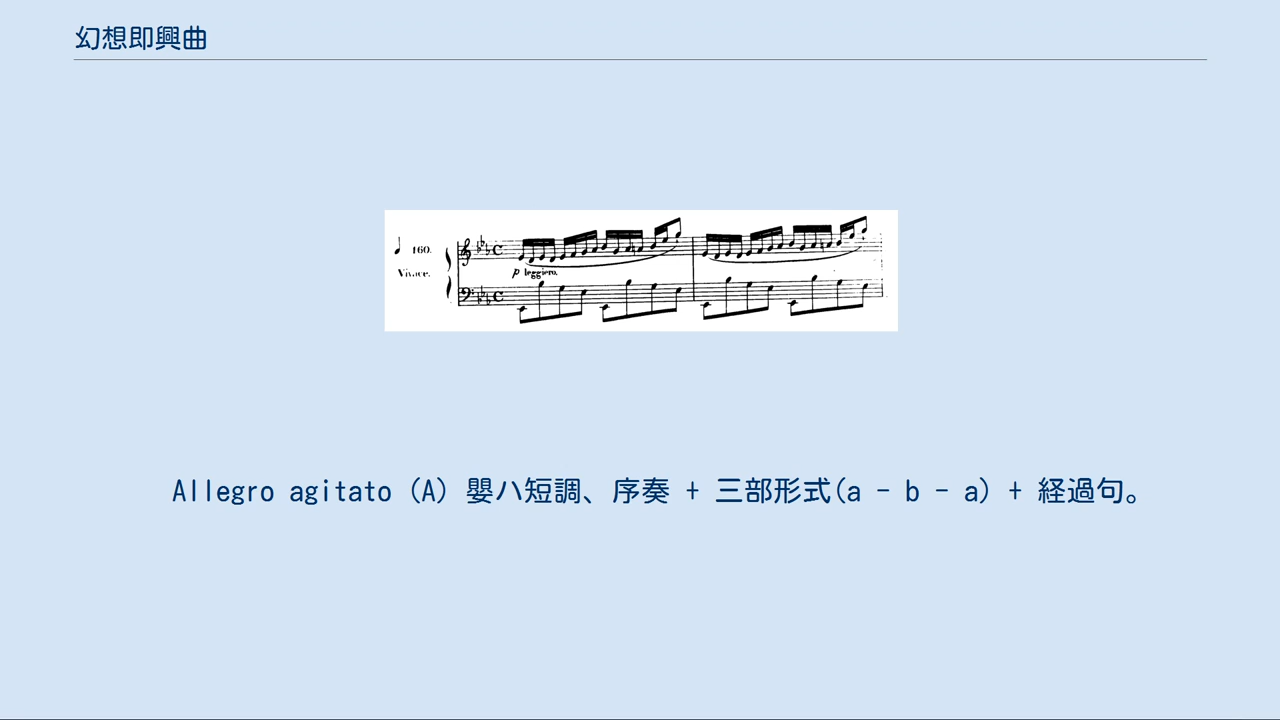 幻想即興曲
160.
Vivace.
p leggiero.
Allegro agitato (A) 嬰ハ短調、序奏 + 三部形式(a - b - a) + 経過句。